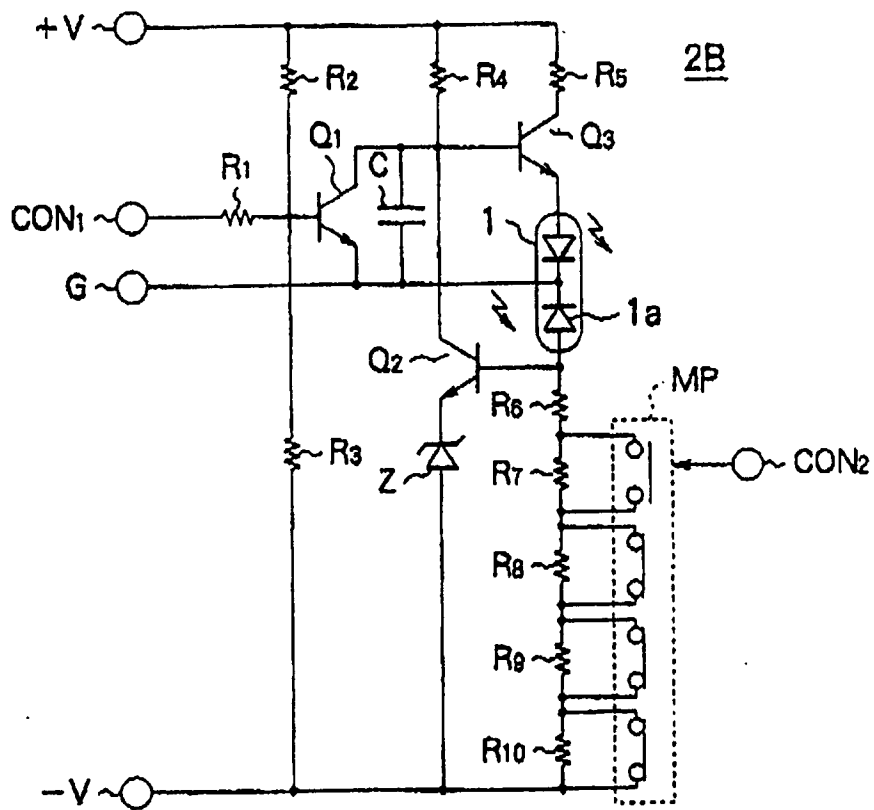 +V
2B
R2
R4
R5
Q1
Q3
R1
C
CON1
1
G
1a
Q2
MP
R6
R3
Z
R7
CON2
R8
R9
R10
−V